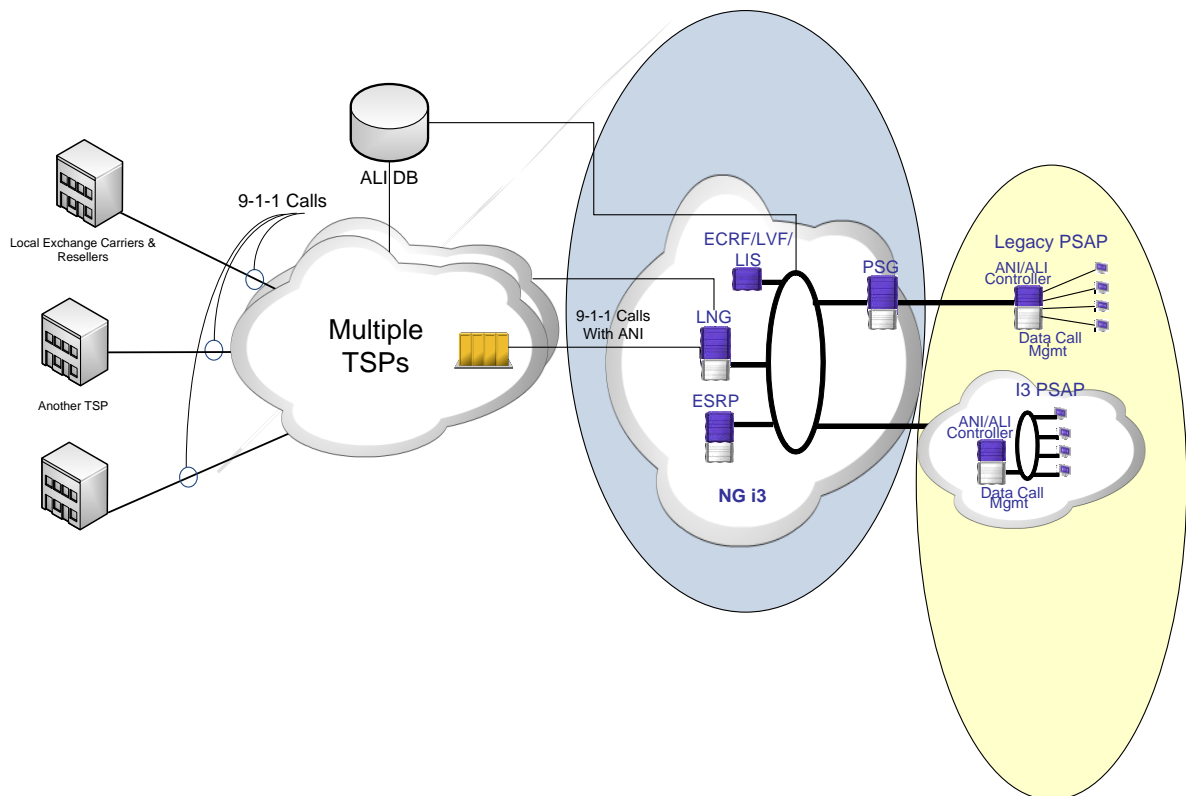 ALI DB
9-1-1 Calls
Local Exchange Carriers &
Resellers
Another TSP
Multiple
TSPs
9-1-1 Calls
With ANI
ECRF/LVF/
LIS
LNG
ESRP
NG i3
PSG
Legacy PSAP
ANI/ALI
Controller
Data Call
Mgmt
I3 PSAP
ANI/ALI
Controller
Data Call
Mgmt